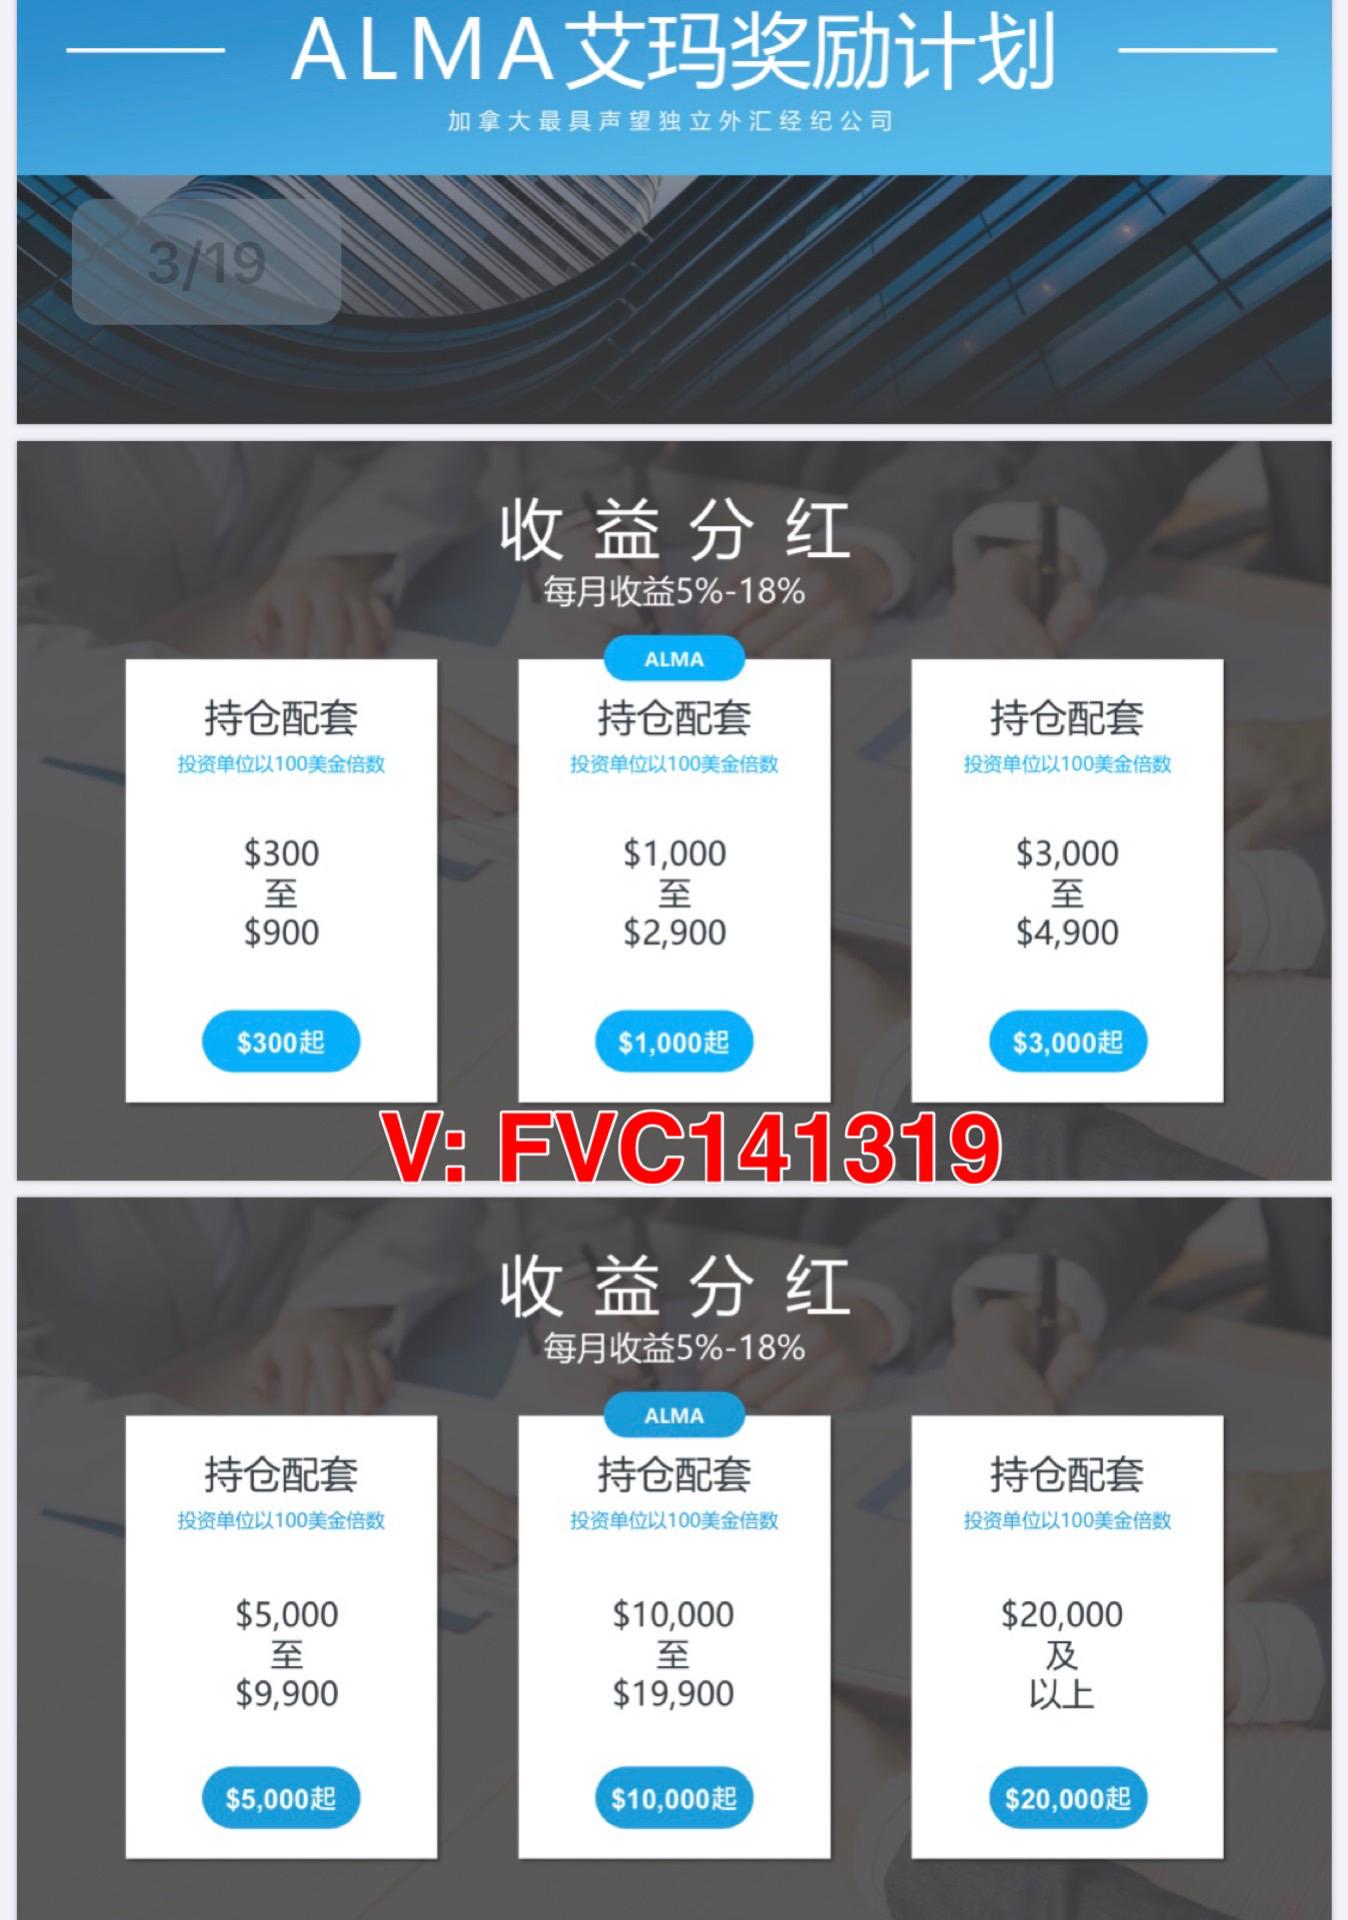 ALMA艾玛奖励计划
加拿大最具声望独立外汇经纪公司
3/19
收益分红
每月收益5%-18%
ALMA
持仓配套
投资单位以100美金倍数
$300
至
$900
$300起
持仓配套
投资单位以100美金倍数
$1,000
至
$2,900
$1,000起
持仓配套
投资单位以100美金倍数
$3,000
至
$4,900
$3,000起
V: FVC141319
收益分红
每月收益5%-18%
ALMA
持仓配套
投资单位以100美金倍数
$5,000
至
$9,900
$5,000起
持仓配套
投资单位以100美金倍数
$10,000
至
$19,900
$10,000起
持仓配套
投资单位以100美金倍数
$20,000
及
以上
$20,000起